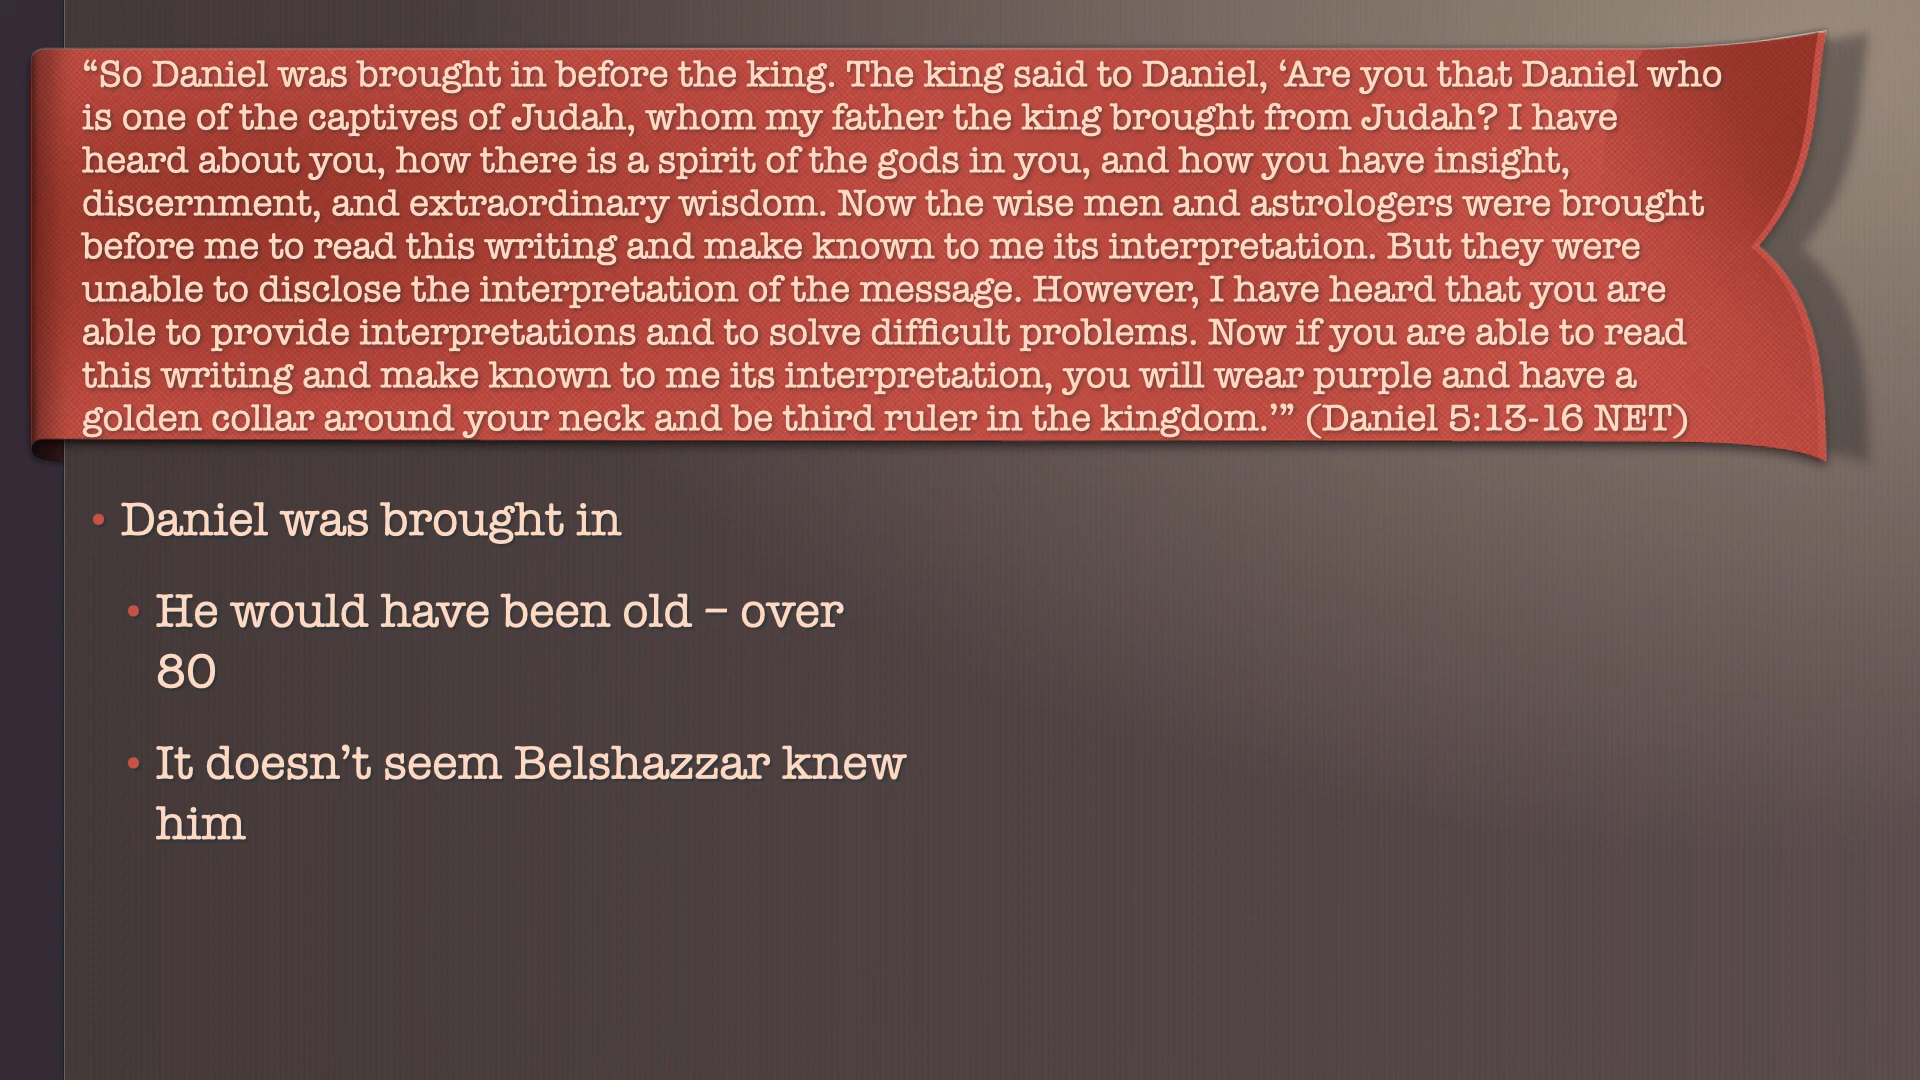 “So Daniel was brought in before the king. The king said to Daniel, ‘Are you that Daniel who
is one of the captives of Judah, whom my father the king brought from Judah? I have
heard about you, how there is a spirit of the gods in you, and how you have insight,
discernment, and extraordinary wisdom. Now the wise men and astrologers were brought
before me to read this writing and make known to me its interpretation. But they were
unable to disclose the interpretation of the message. However, I have heard that you are
able to provide interpretations and to solve difficult problems. Now if you are able to read
this writing and make known to me its interpretation, you will wear purple and have a
golden collar around your neck and be third ruler in the kingdom.’” (Daniel 5:13-16 NET)
• Daniel was brought in
• He would have been old – over
80
• It doesn’t seem Belshazzar knew
him